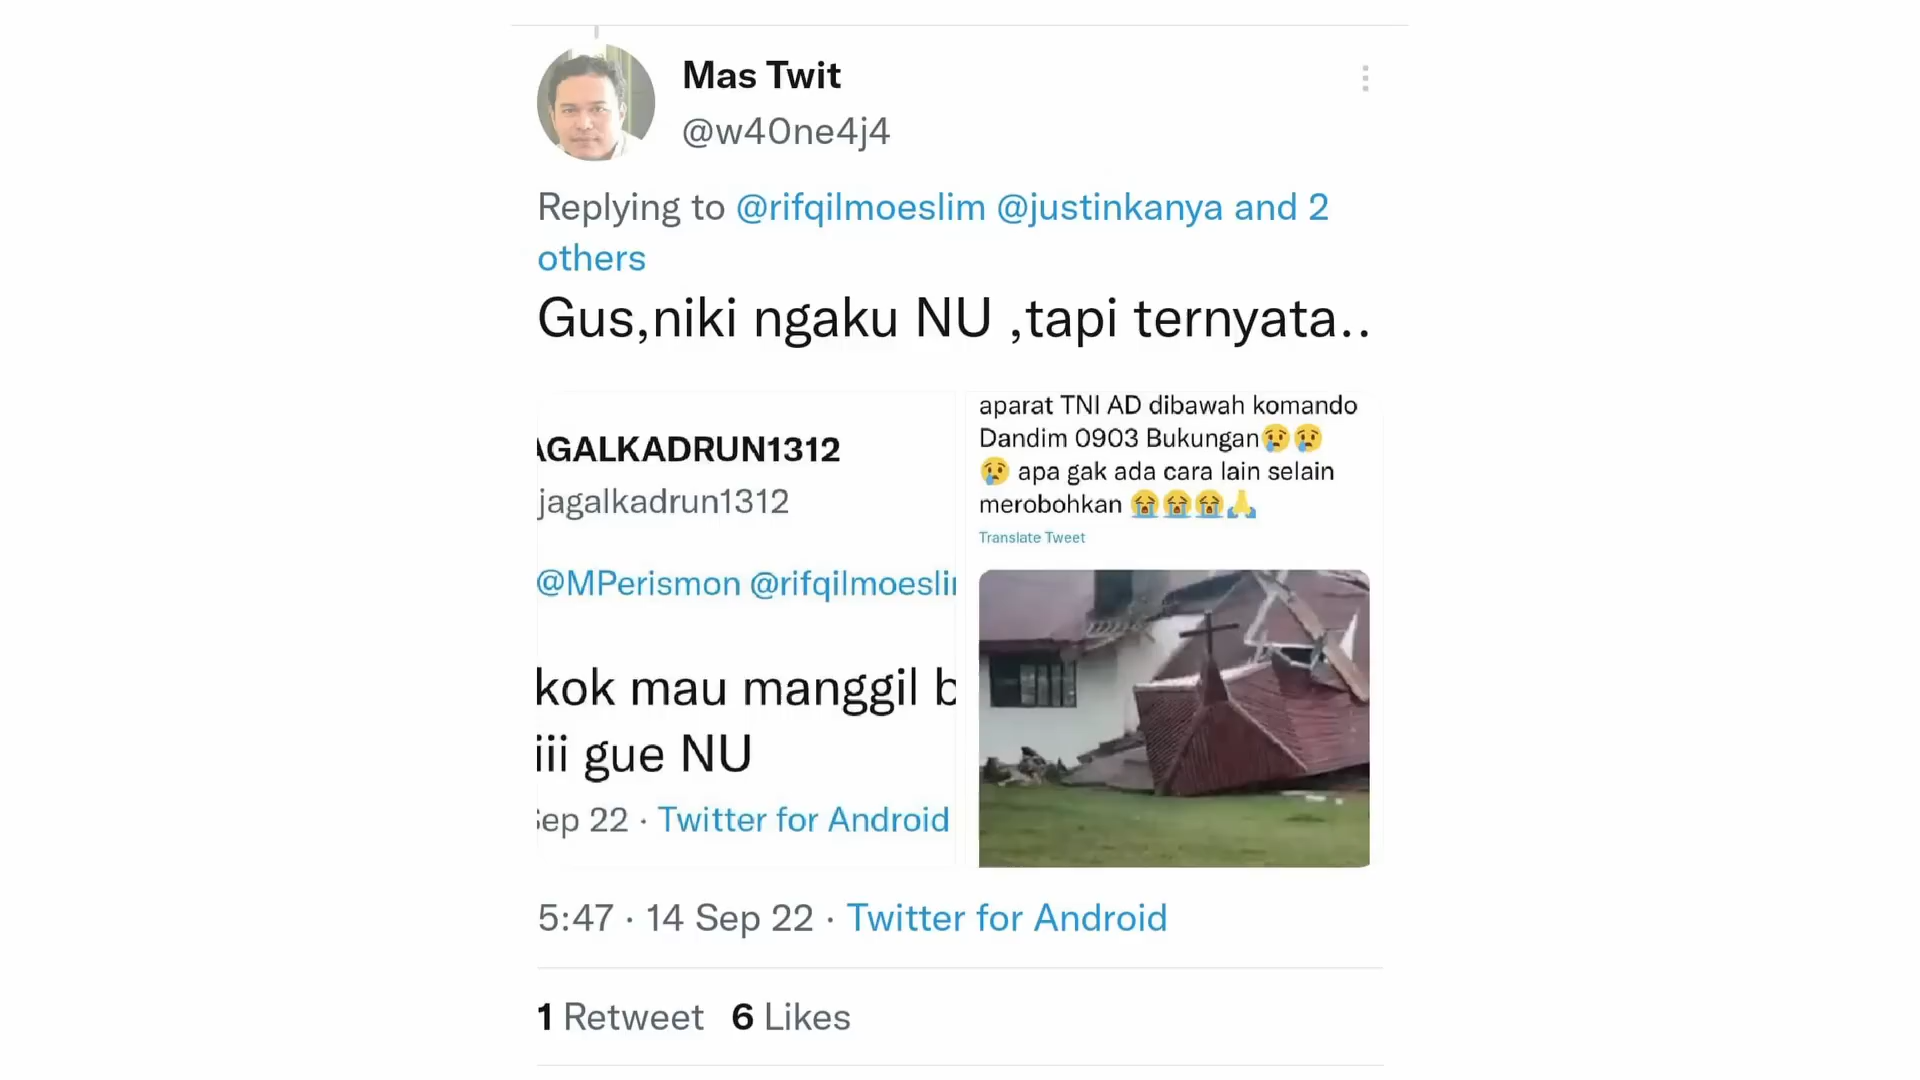 Mas Twit
@w40ne4j4
Replying to @rifqilmoeslim @justinkanya and 2
others
Gus,niki ngaku NU ,tapi ternyata..
AGALKADRUN1312
jagalkadrun1312
@MPerismon @rifqilmoesli
kok mau manggil b
iii gue NU
Sep 22 · Twitter for Android
aparat TNI AD dibawah komando
Dandim 0903 Bukungan😢😢
😢 apa gak ada cara lain selain
merobohkan 😭😭😭🙏
Translate Tweet
5:47 · 14 Sep 22 · Twitter for Android
1 Retweet 6 Likes